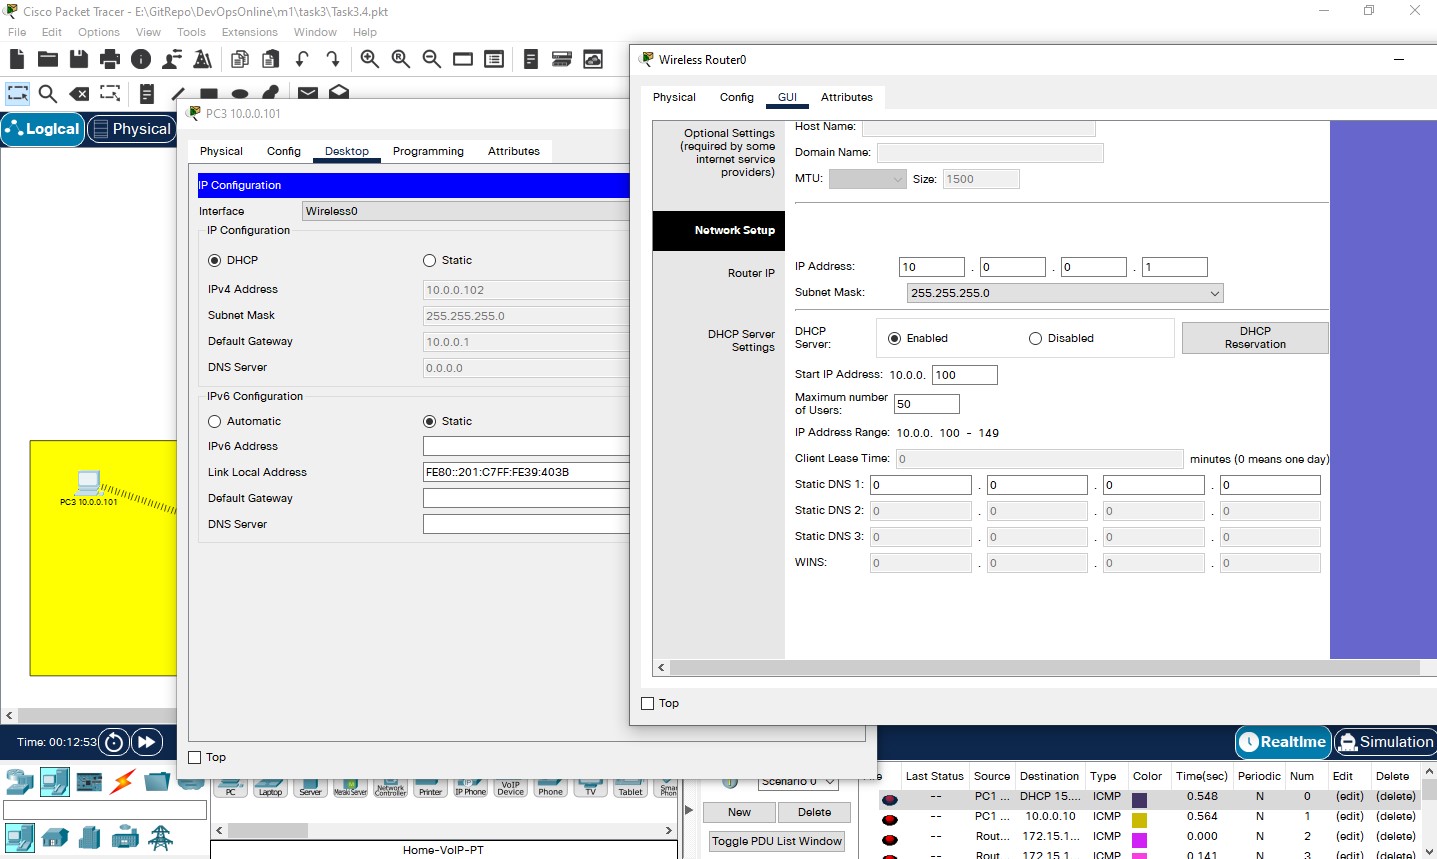 Cisco Packet Tracer - E:\GitRepo\DevOpsOnline\m1\task3\Task3.4.pkt
File Edit Options View Tools Extensions Window Help
Logical Physical
PC3 10.0.0.101
Physical Config Desktop Programming Attributes
IP Configuration
Interface Wireless0
IP Configuration
DHCP Static
IPv4 Address 10.0.0.102
Subnet Mask 255.255.255.0
Default Gateway 10.0.0.1
DNS Server 0.0.0.0
IPv6 Configuration
Automatic Static
IPv6 Address
Link Local Address FE80::201:C7FF:FE39:403B
Default Gateway
DNS Server
Top
PC3 10.0.0.101
Wireless Router0
Physical Config GUI Attributes
Optional Settings
(required by some
internet service
providers)
Host Name:
Domain Name:
MTU: Size: 1500
Network Setup
Router IP
IP Address: 10 . 0 . 0 . 1
Subnet Mask: 255.255.255.0
DHCP Server
Settings
DHCP
Server: Enabled Disabled
DHCP
Reservation
Start IP Address: 10.0.0. 100
Maximum number
of Users: 50
IP Address Range: 10.0.0. 100 - 149
Client Lease Time: 0 minutes (0 means one day)
Static DNS 1: 0 . 0 . 0 . 0
Static DNS 2: 0 . 0 . 0 . 0
Static DNS 3: 0 . 0 . 0 . 0
WINS: 0 . 0 . 0 . 0
Top
Time: 00:12:53
Realtime Simulation
PC Laptop Server Meraki Server Network Controller Printer IP Phone VoIP Device Phone TV Tablet
Home-VoIP-PT
Scenario 0
New Delete
Toggle PDU List Window
Last Status Source Destination Type Color Time(sec) Periodic Num Edit Delete
-- PC1 ... DHCP 15.... ICMP 0.548 N 0 (edit) (delete)
-- PC1 ... 10.0.0.10 ICMP 0.564 N 1 (edit) (delete)
-- Rout... 172.15.1... ICMP 0.000 N 2 (edit) (delete)
-- Rout... 172.15.1... ICMP 0.141 N 3 (edit) (delete)